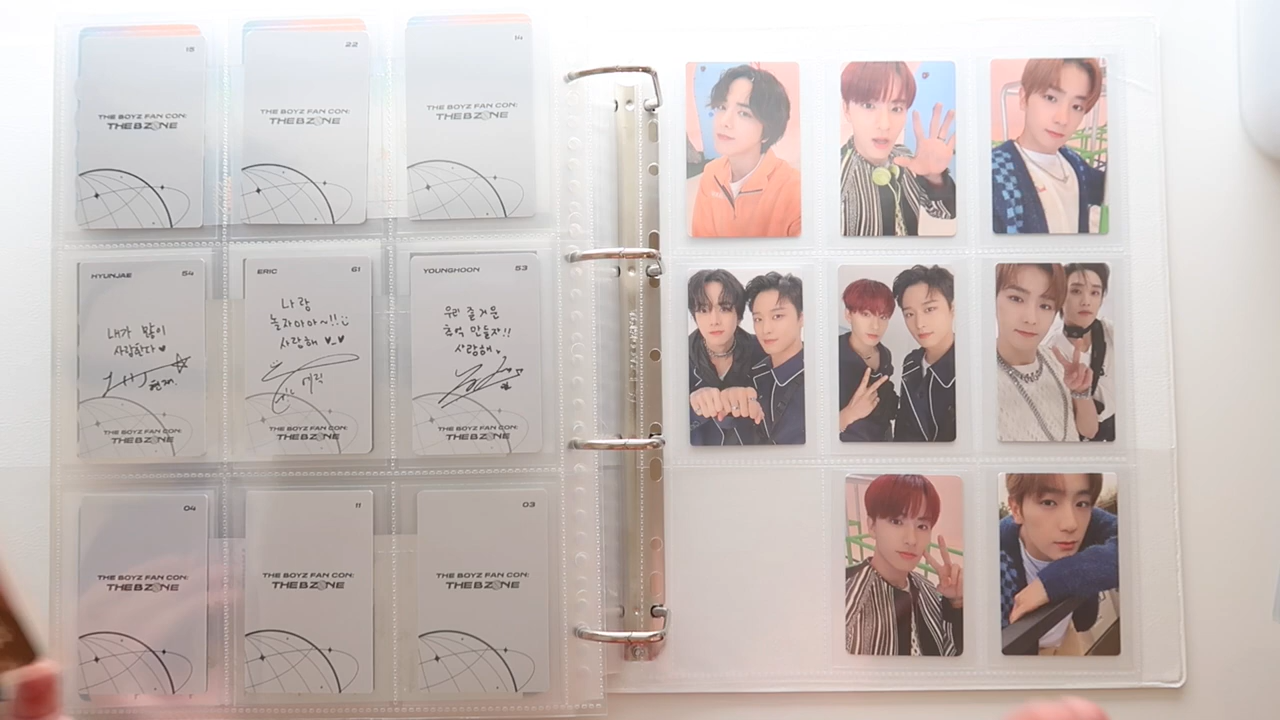 15
THE BOYZ FAN CON:
THE B ZONE
22
THE BOYZ FAN CON:
THE B ZONE
14
THE BOYZ FAN CON:
THE B ZONE
HYUNJAE 54
내가 많이
사랑한다 ♥
현재.
THE BOYZ FAN CON:
THE B ZONE
ERIC 61
나랑
놀자아아~!!
사랑해 ♥.♥
에릭
THE BOYZ FAN CON:
THE B ZONE
YOUNGHOON 53
우리 즐거운
추억 만들자!!
사랑해
THE BOYZ FAN CON:
THE B ZONE
04
THE BOYZ FAN CON:
THE B ZONE
11
THE BOYZ FAN CON:
THE B ZONE
03
THE BOYZ FAN CON:
THE B ZONE